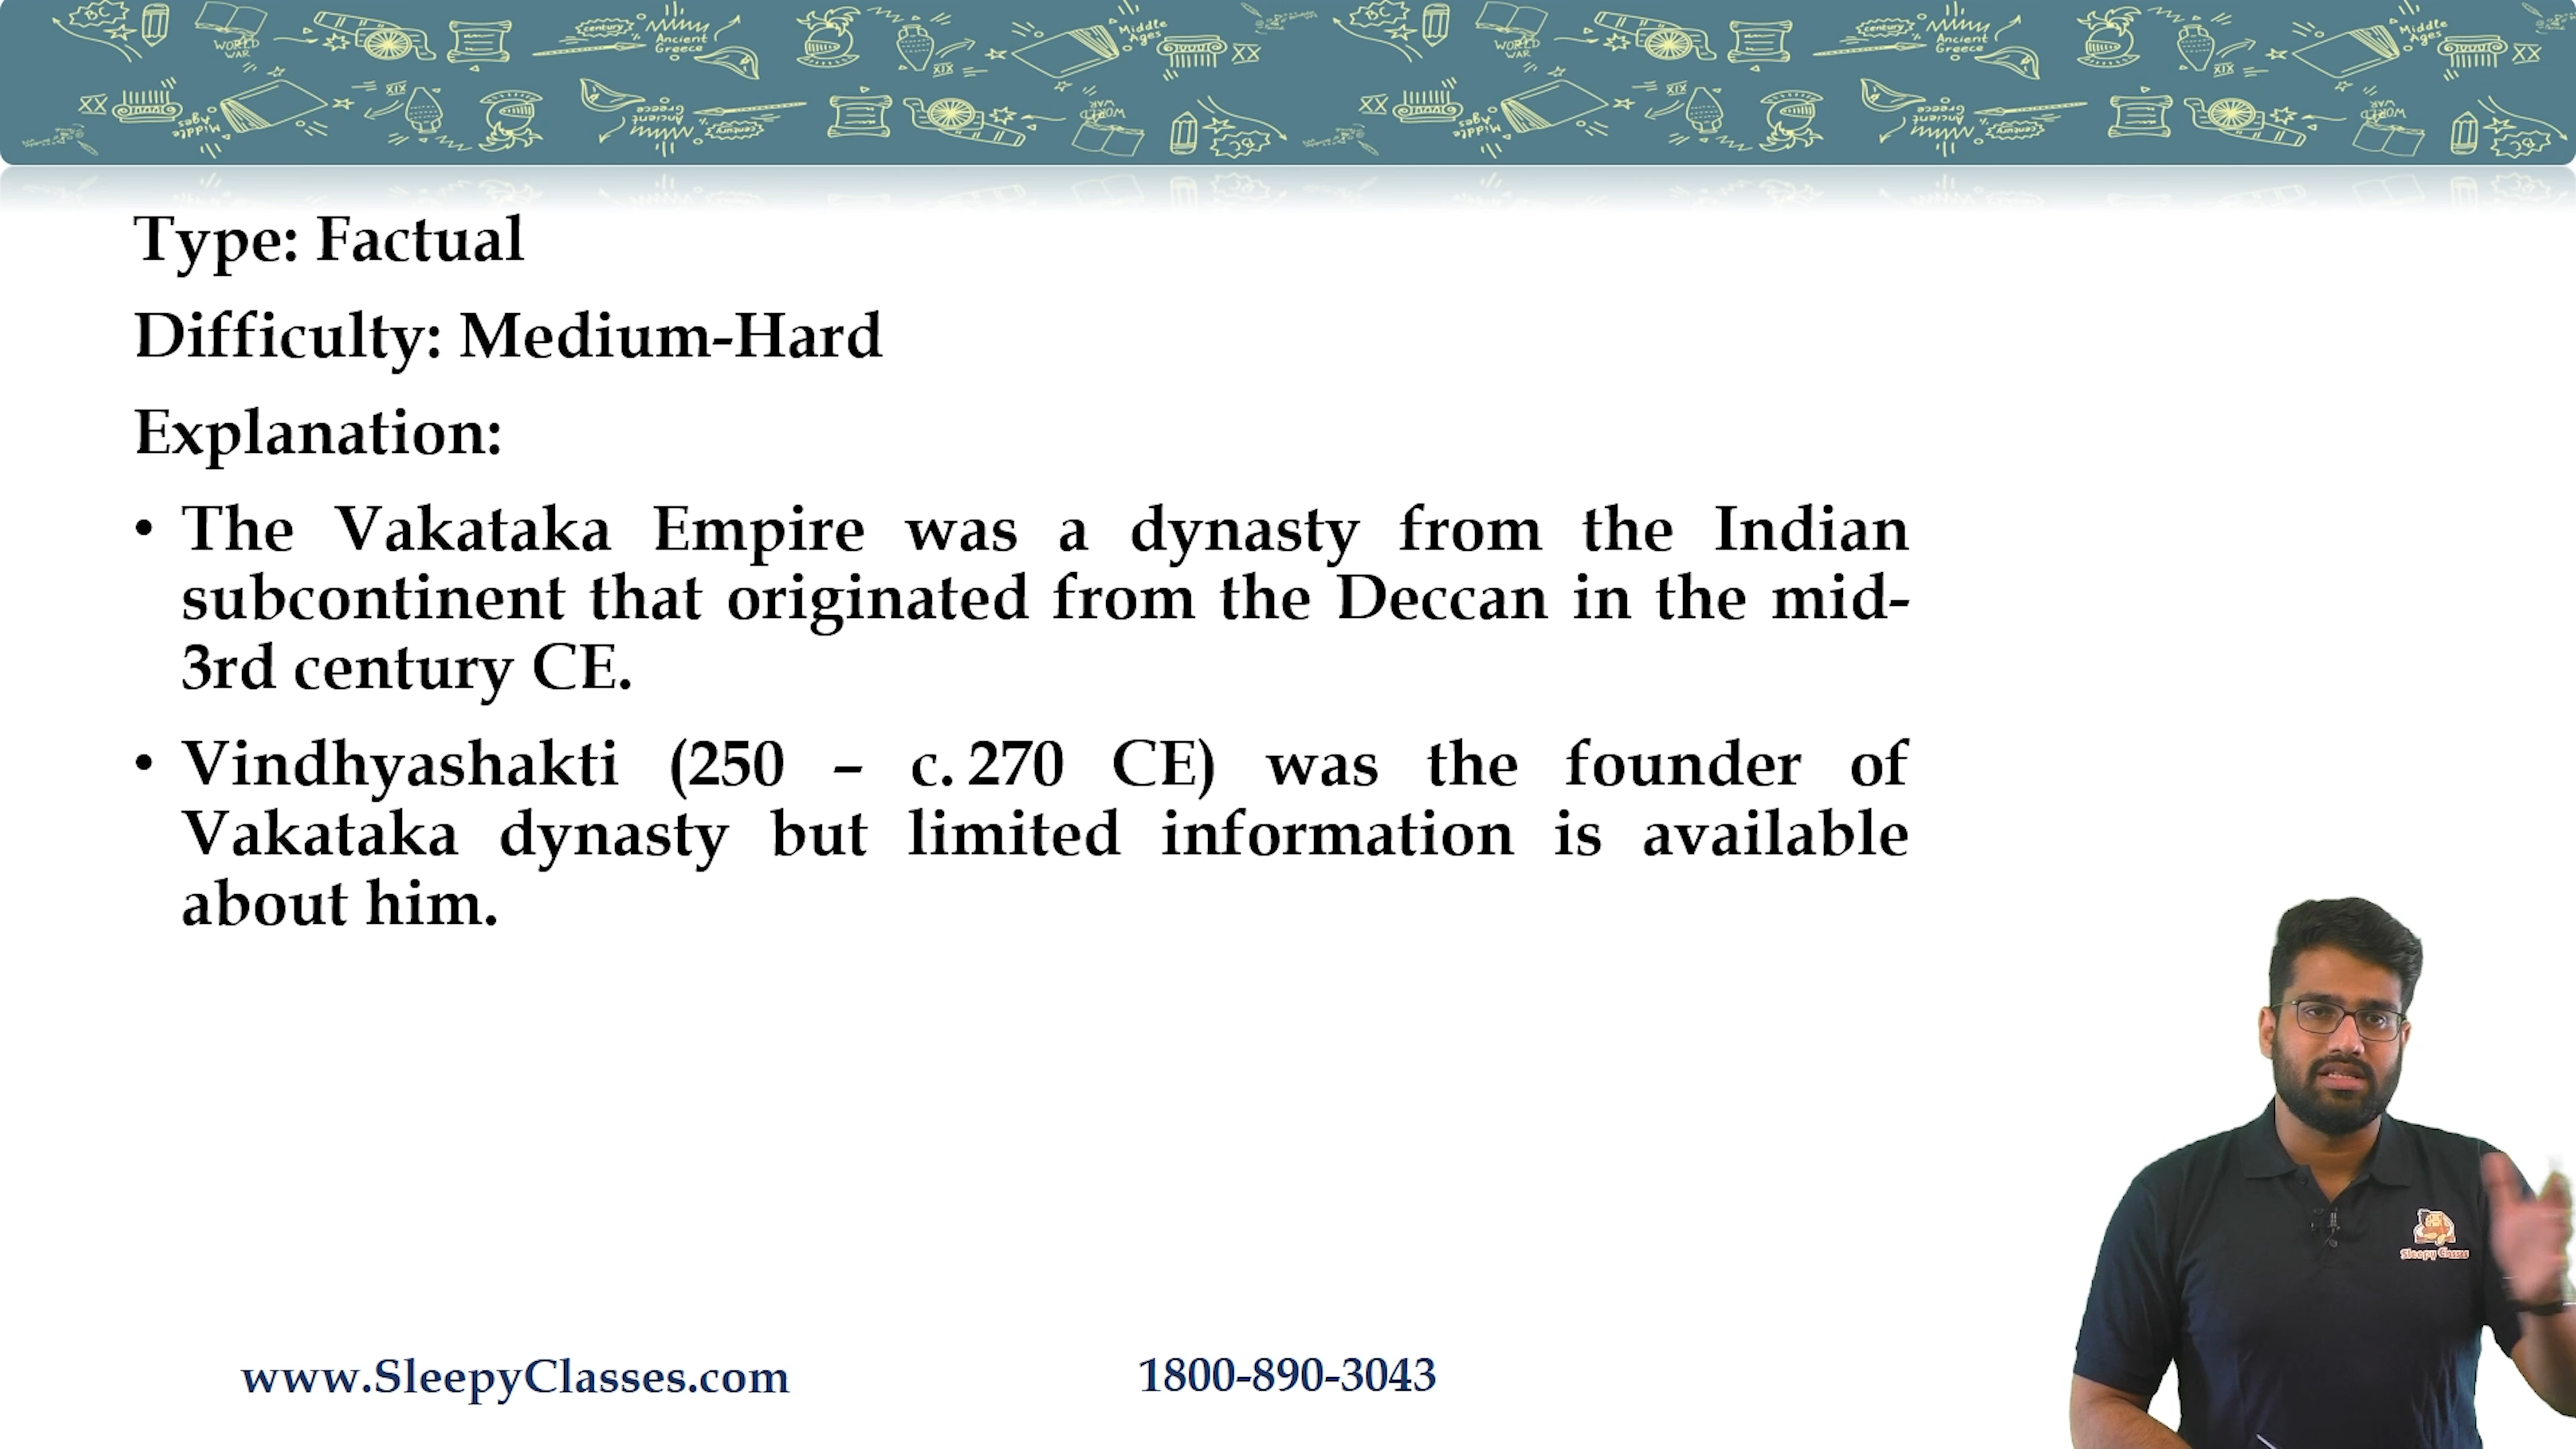 Type: Factual
Difficulty: Medium-Hard
Explanation:
• The Vakataka Empire was a dynasty from the Indian
subcontinent that originated from the Deccan in the mid-
3rd century CE.
• Vindhyashakti (250 – c. 270 CE) was the founder of
Vakataka dynasty but limited information is available
about him.
Sleepy Classes
www.SleepyClasses.com 1800-890-3043